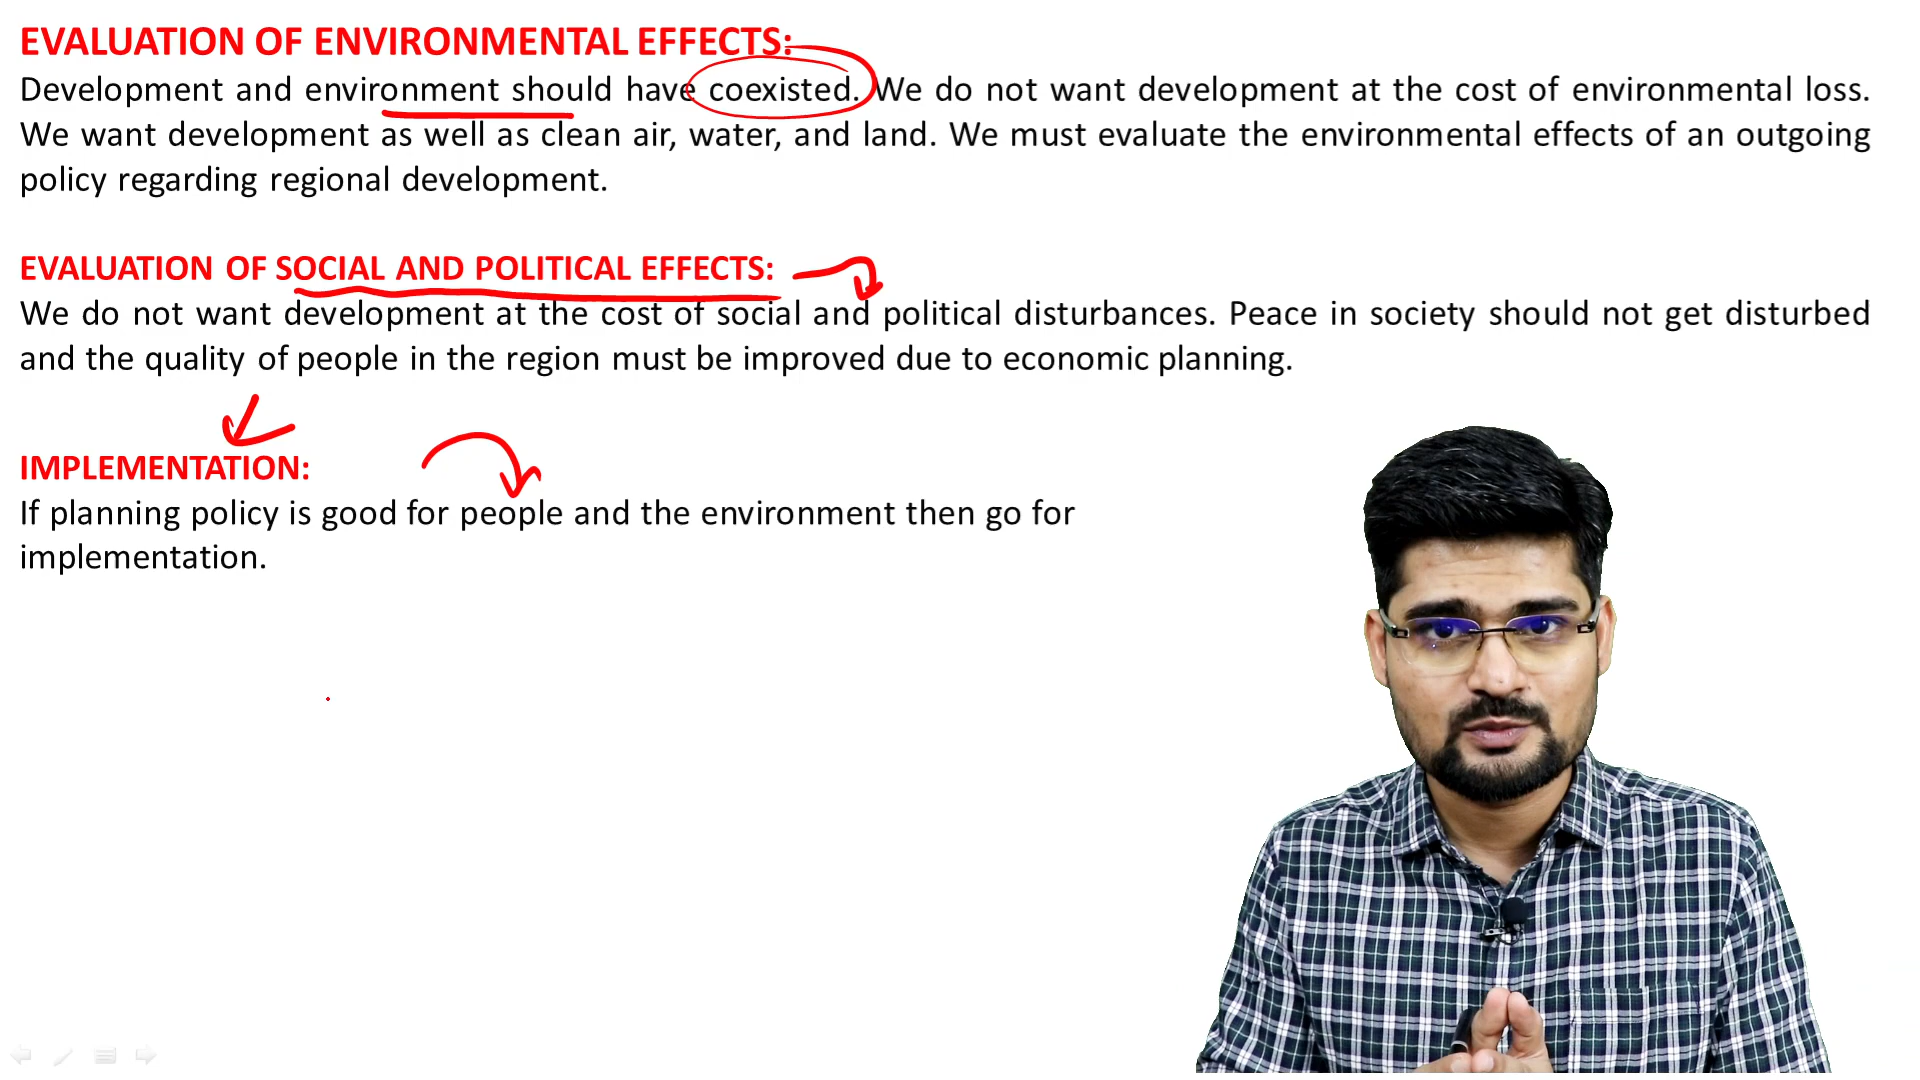 EVALUATION OF ENVIRONMENTAL EFFECTS:
Development and environment should have coexisted. We do not want development at the cost of environmental loss.
We want development as well as clean air, water, and land. We must evaluate the environmental effects of an outgoing
policy regarding regional development.
EVALUATION OF SOCIAL AND POLITICAL EFFECTS:
We do not want development at the cost of social and political disturbances. Peace in society should not get disturbed
and the quality of people in the region must be improved due to economic planning.
IMPLEMENTATION:
If planning policy is good for people and the environment then go for
implementation.